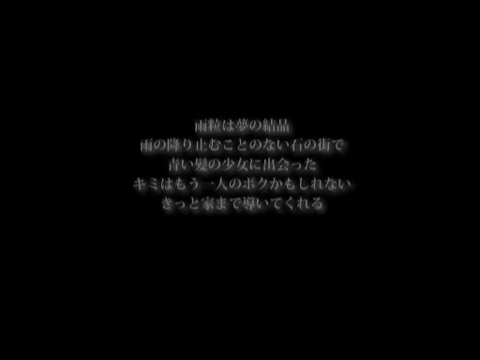 雨粒は夢の結晶
雨の降り止むことのない石の街で
青い髪の少女に出会った
キミはもう一人のボクかもしれない
きっと家まで導いてくれる